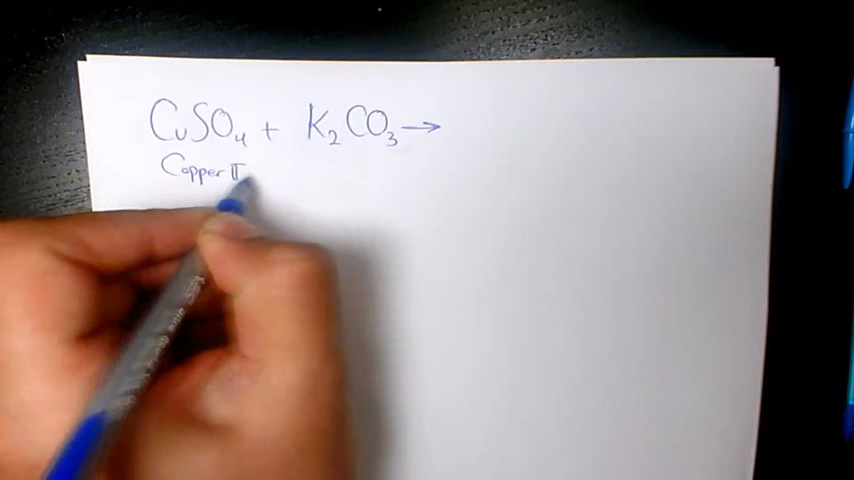 CuSO₄ + K₂CO₃ →
Copper II